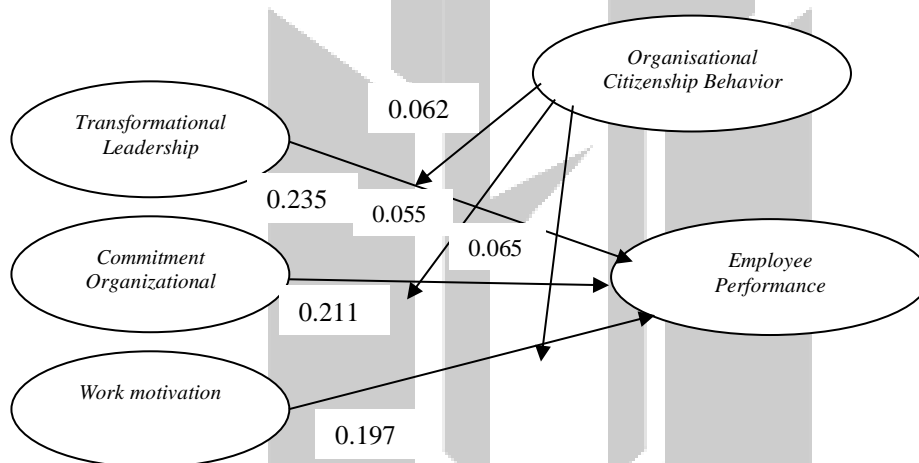 Organisational
Citizenship Behavior
0.062
Transformational
Leadership
0.235
0.055
0.065
Commitment
Organizational
Employee
Performance
0.211
Work motivation
0.197